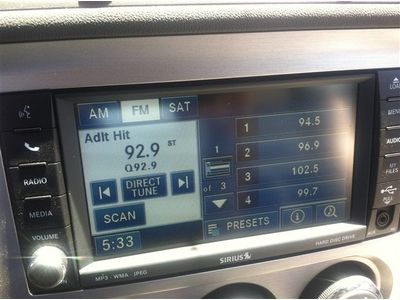 AM FM SAT
LOAD
MENU
Adlt Hit
92.9 ST
Q92.9
DIRECT
TUNE
SCAN
5:33
1 94.5
2 96.9
3 102.5
4 99.7
1
of 3
PRESETS
RADIO
MEDIA
VOLUME
AUDIO
MY
FILES
PULL
MP3 · WMA · JPEG
SIRIUS
HARD DISC DRIVE